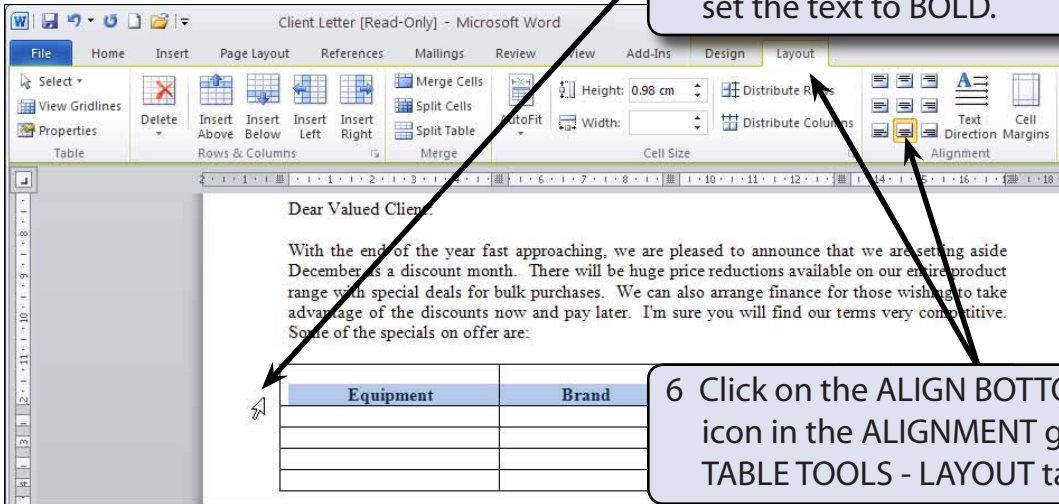 Client Letter [Read-Only] - Microsoft Word
set the text to BOLD.
File Home Insert Page Layout References Mailings Review View Add-Ins Design Layout
Select
View Gridlines
Properties
Table
Delete
Insert Above
Insert Below
Insert Left
Insert Right
Rows & Columns
Merge Cells
Split Cells
Split Table
Merge
AutoFit
Height: 0.98 cm
Width:
Distribute Rows
Distribute Columns
Cell Size
Text Direction
Cell Margins
Alignment
Dear Valued Client:
With the end of the year fast approaching, we are pleased to announce that we are setting aside
December as a discount month. There will be huge price reductions available on our entire product
range with special deals for bulk purchases. We can also arrange finance for those wishing to take
advantage of the discounts now and pay later. I'm sure you will find our terms very competitive.
Some of the specials on offer are:
Equipment Brand
6 Click on the ALIGN BOTTO
icon in the ALIGNMENT g
TABLE TOOLS - LAYOUT ta